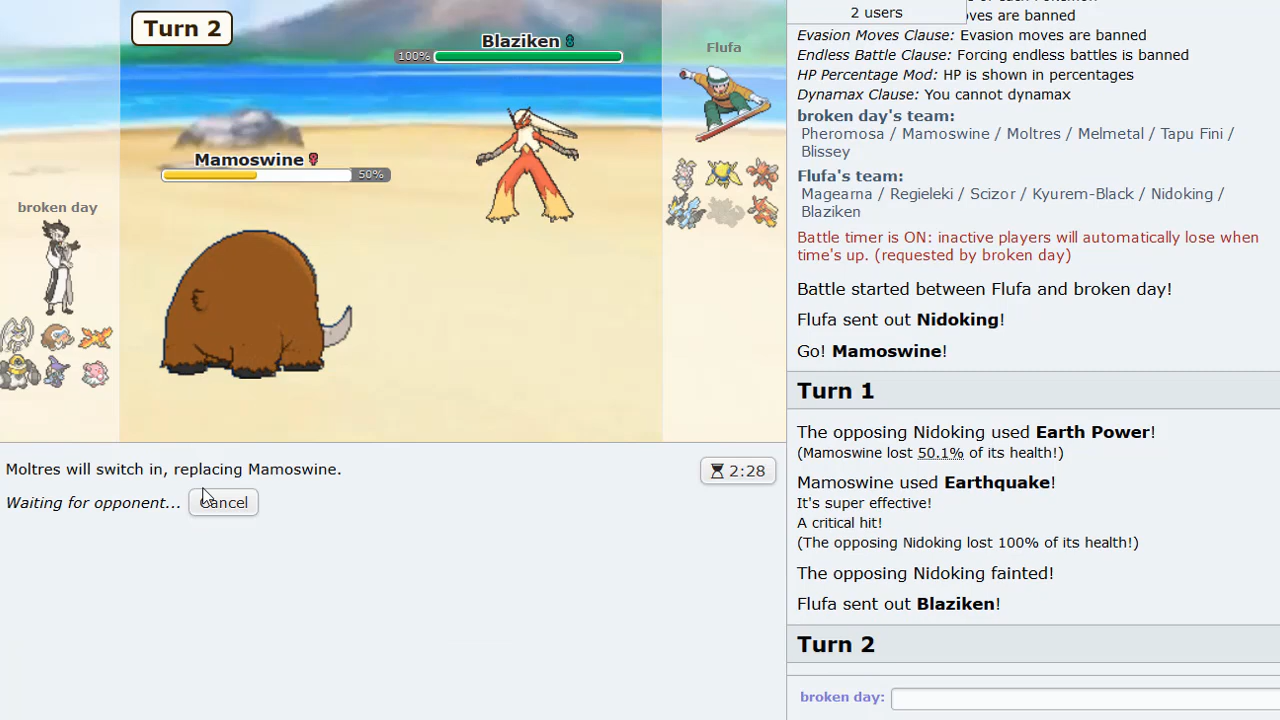 Turn 2
Blaziken
100%
Mamoswine
50%
broken day
Flufa
Moltres will switch in, replacing Mamoswine.
Waiting for opponent... Cancel
2:28
2 users
oves are banned
Evasion Moves Clause: Evasion moves are banned
Endless Battle Clause: Forcing endless battles is banned
HP Percentage Mod: HP is shown in percentages
Dynamax Clause: You cannot dynamax
broken day's team:
Pheromosa / Mamoswine / Moltres / Melmetal / Tapu Fini /
Blissey
Flufa's team:
Magearna / Regieleki / Scizor / Kyurem-Black / Nidoking /
Blaziken
Battle timer is ON: inactive players will automatically lose when
time's up. (requested by broken day)
Battle started between Flufa and broken day!
Flufa sent out Nidoking!
Go! Mamoswine!
Turn 1
The opposing Nidoking used Earth Power!
(Mamoswine lost 50.1% of its health!)
Mamoswine used Earthquake!
It's super effective!
A critical hit!
(The opposing Nidoking lost 100% of its health!)
The opposing Nidoking fainted!
Flufa sent out Blaziken!
Turn 2
broken day: